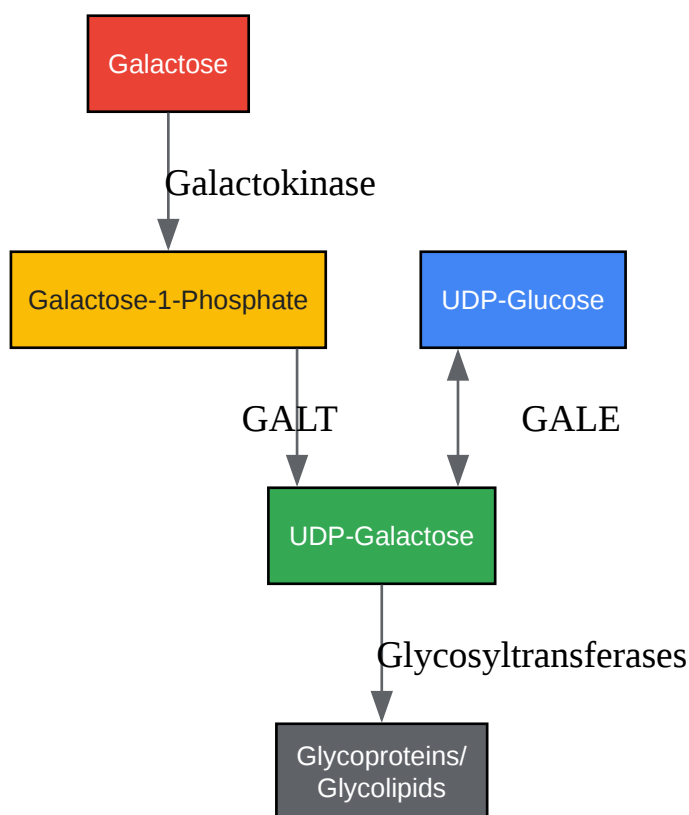 Galactose
Galactokinase
Galactose-1-Phosphate
UDP-Glucose
GALT
GALE
UDP-Galactose
Glycosyltransferases
Glycoproteins/
Glycolipids